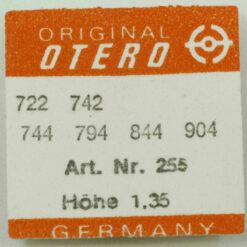 ORIGINAL
OTERO
722 742
744 794 844 904
Art. Nr. 255
Höhe 1,35
GERMANY